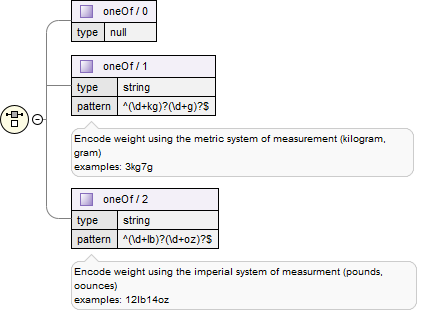 oneOf / 0
type null
oneOf / 1
type string
pattern ^(\d+kg)?(\d+g)?$
Encode weight using the metric system of measurement (kilogram,
gram)
examples: 3kg7g
oneOf / 2
type string
pattern ^(\d+lb)?(\d+oz)?$
Encode weight using the imperial system of measurment (pounds,
oounces)
examples: 12lb14oz